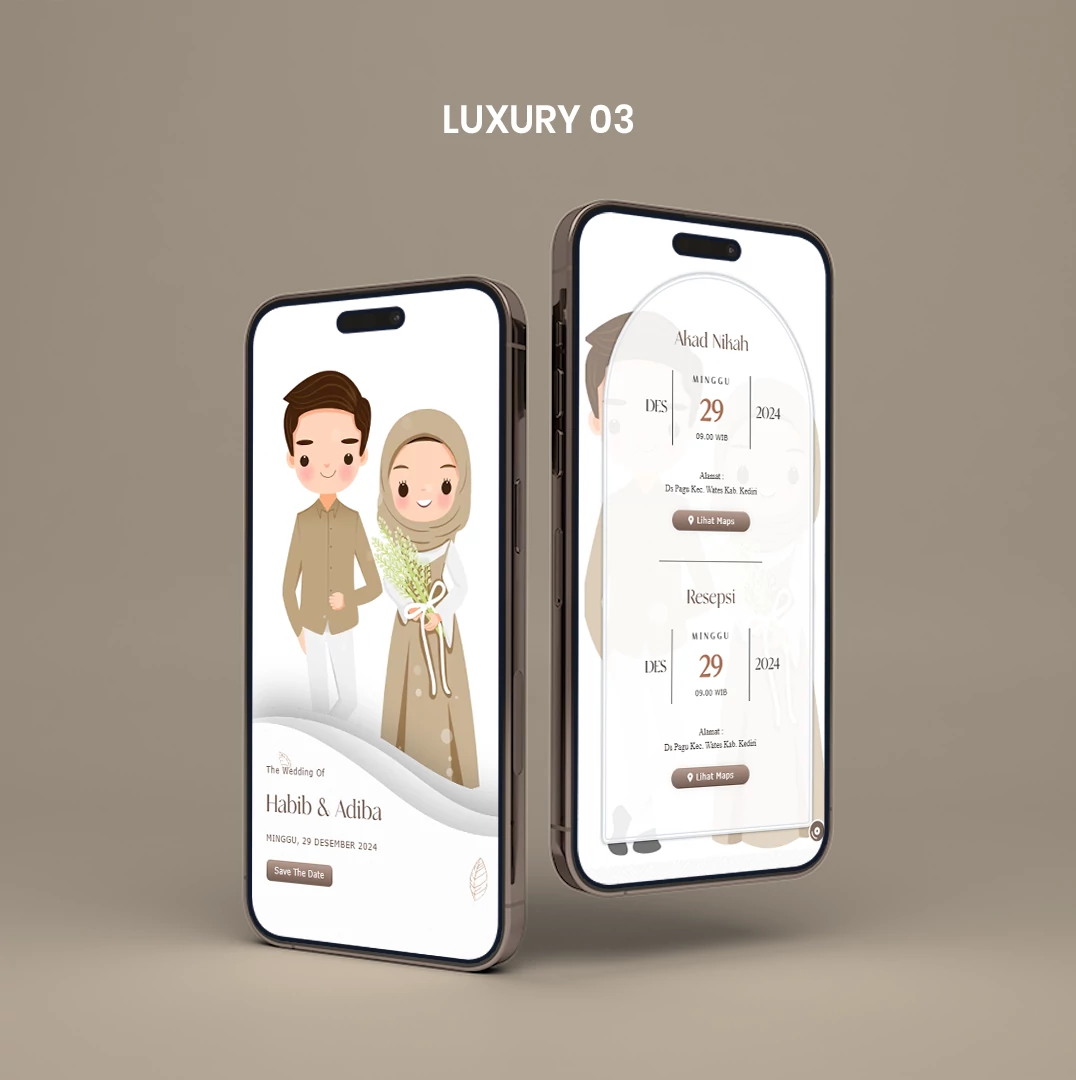 LUXURY 03
The Wedding Of
Habib & Adiba
MINGGU, 29 DESEMBER 2024
Save The Date
Akad Nikah
MINGGU
DES 29 2024
09.00 WIB
Alamat :
Ds Pagu Kec. Wates Kab. Kediri
Lihat Maps
Resepsi
MINGGU
DES 29 2024
09.00 WIB
Alamat :
Ds Pagu Kec. Wates Kab. Kediri
Lihat Maps